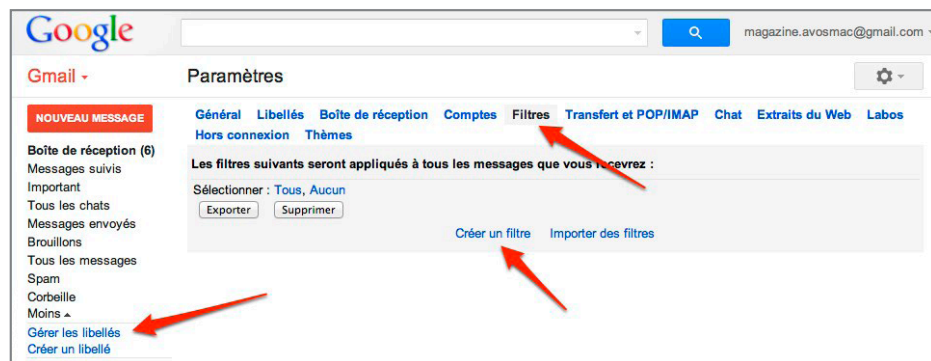 Google
magazine.avosmac@gmail.com
Gmail
Paramètres
NOUVEAU MESSAGE
Boîte de réception (6)
Messages suivis
Important
Tous les chats
Messages envoyés
Brouillons
Tous les messages
Spam
Corbeille
Moins
Gérer les libellés
Créer un libellé
Général Libellés Boîte de réception Comptes Filtres Transfert et POP/IMAP Chat Extraits du Web Labos
Hors connexion Thèmes
Les filtres suivants seront appliqués à tous les messages que vous recevrez :
Sélectionner : Tous, Aucun
Exporter Supprimer
Créer un filtre Importer des filtres